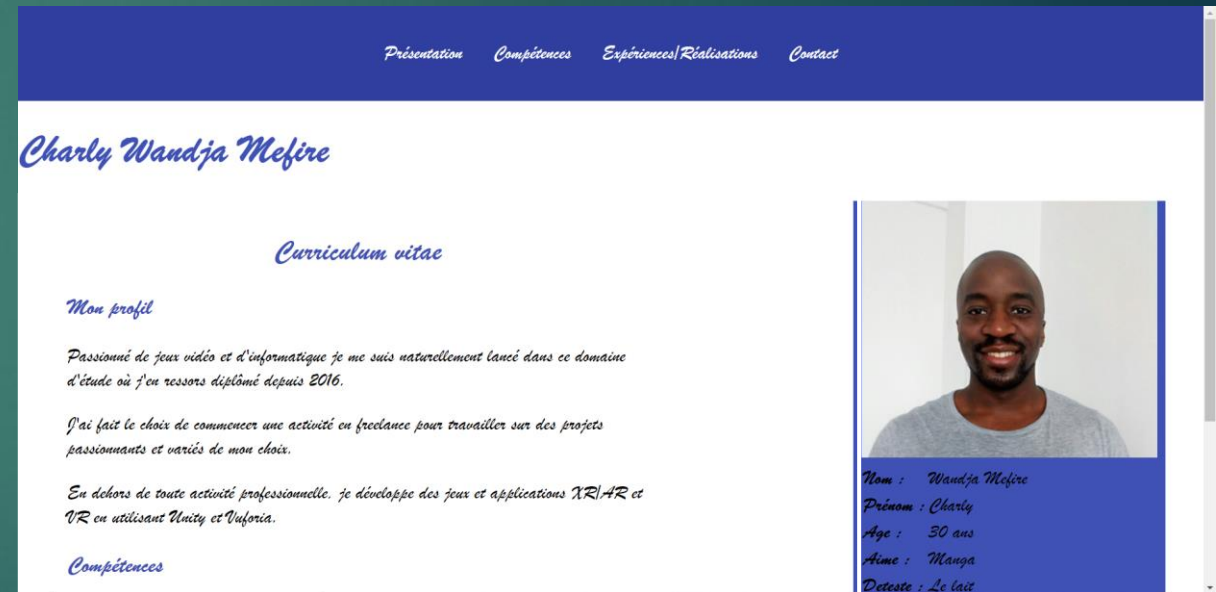 Présentation Compétences Expériences/Réalisations Contact
Charly Wandja Mefire
Curriculum vitae
Mon profil
Passionné de jeux vidéo et d'informatique je me suis naturellement lancé dans ce domaine
d'étude où j'en ressors diplômé depuis 2016.
J'ai fait le choix de commencer une activité en freelance pour travailler sur des projets
passionnants et variés de mon choix.
En dehors de toute activité professionnelle, je développe des jeux et applications XR/AR et
VR en utilisant Unity et Vuforia.
Compétences
Nom : Wandja Mefire
Prénom : Charly
Age : 30 ans
Aime : Manga
Deteste : Le lait